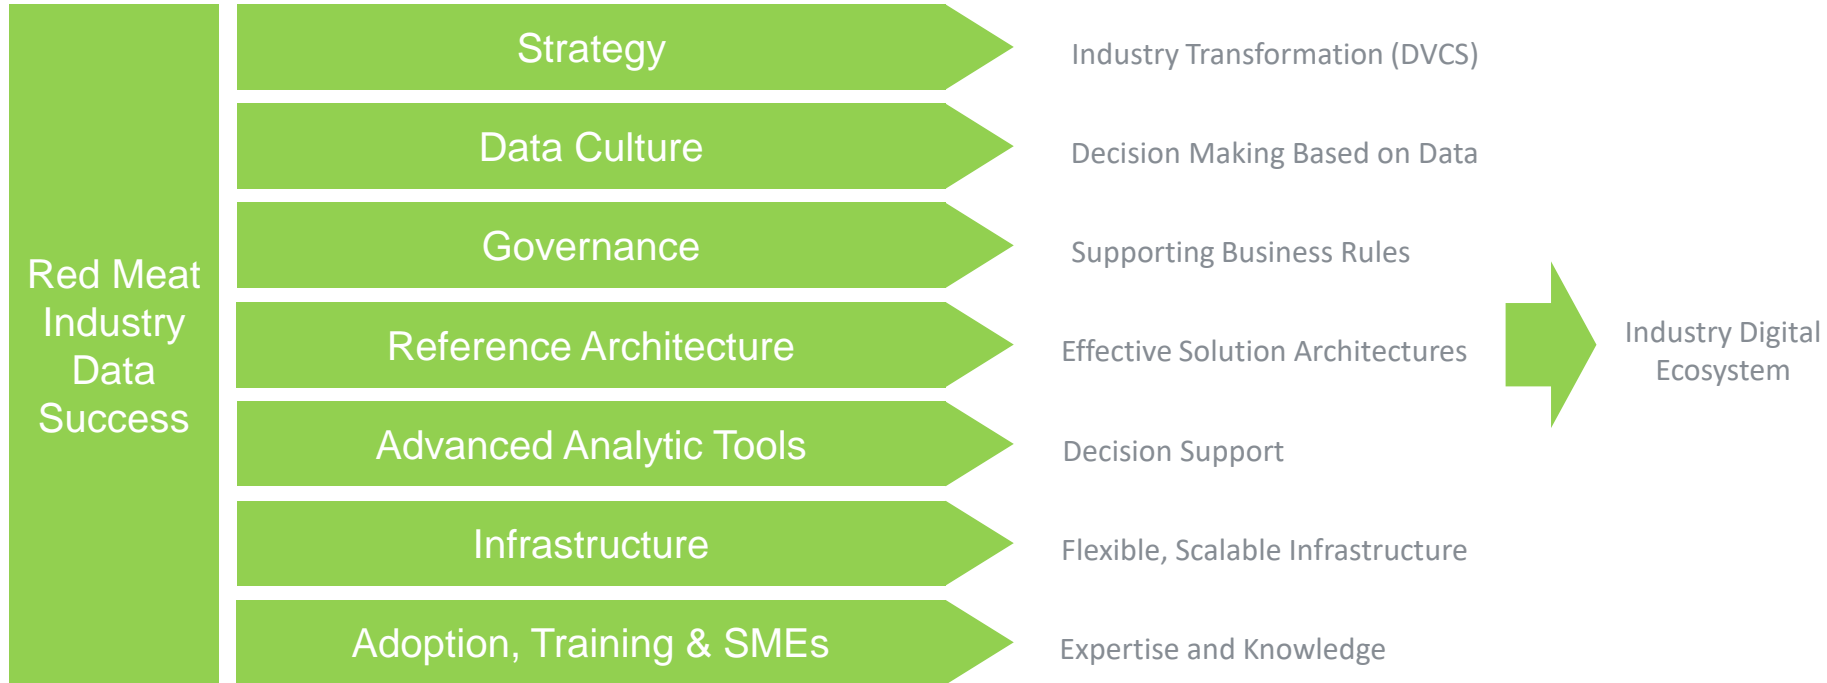 Red Meat
Industry
Data
Success
Strategy
Industry Transformation (DVCS)
Data Culture
Decision Making Based on Data
Governance
Supporting Business Rules
Reference Architecture
Effective Solution Architectures
Advanced Analytic Tools
Decision Support
Infrastructure
Flexible, Scalable Infrastructure
Adoption, Training & SMEs
Expertise and Knowledge
Industry Digital
Ecosystem